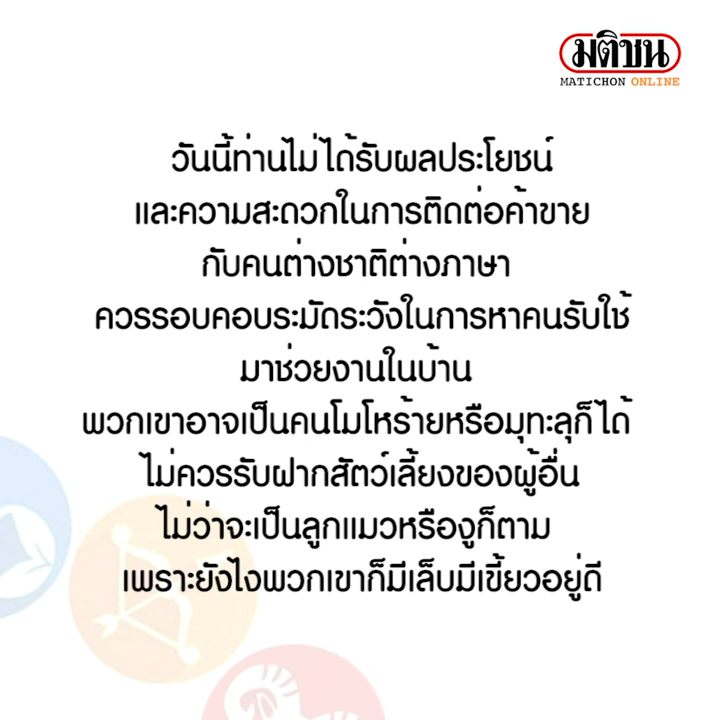 มติชน
MATICHON ONLINE
วันนี้ท่านไม่ได้รับผลประโยชน์
และความสะดวกในการติดต่อค้าขาย
กับคนต่างชาติต่างภาษา
ควรรอบคอบระมัดระวังในการหาคนรับใช้
มาช่วยงานในบ้าน
พวกเขาอาจเป็นคนโมโหร้ายหรือมุทะลุก็ได้
ไม่ควรรับฝากสัตว์เลี้ยงของผู้อื่น
ไม่ว่าจะเป็นลูกแมวหรืองูก็ตาม
เพราะยังไงพวกเขาก็มีเล็บมีเขี้ยวอยู่ดี